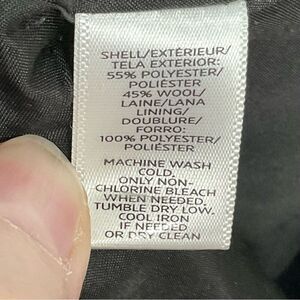 SHELL/EXTÉRIEUR/
TELA EXTERIOR:
55% POLYESTER/
POLIÉSTER
45% WOOL/
LAINE/LANA
LINING/
DOUBLURE/
FORRO:
100% POLYESTER/
POLIÉSTER
MACHINE WASH
COLD.
ONLY NON-
CHLORINE BLEACH
WHEN NEEDED.
TUMBLE DRY LOW.
COOL IRON
IF NEEDED
OR DRY CLEAN